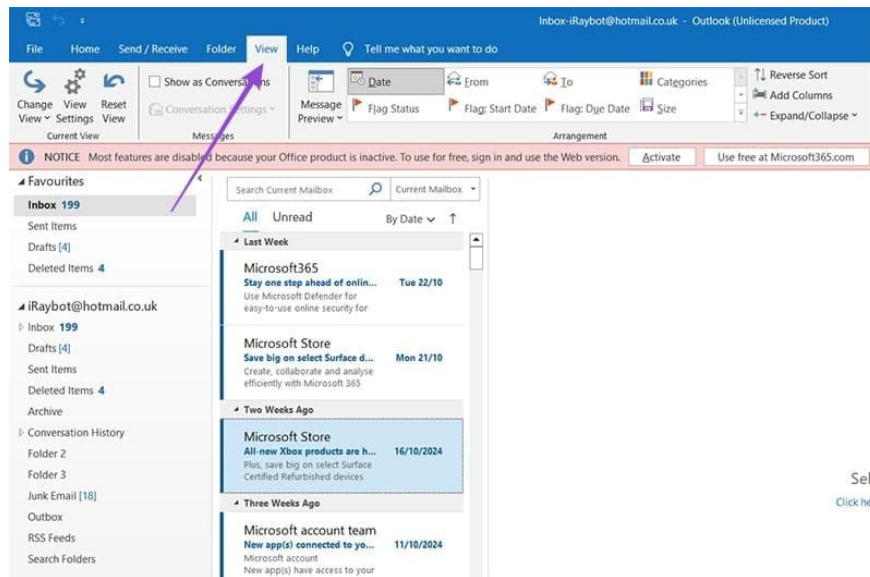 Inbox-iRaybot@hotmail.co.uk - Outlook (Unlicensed Product)
File Home Send / Receive Folder View Help Tell me what you want to do
Change View View Settings Reset View
Current View
Show as Conversations
Conversation Settings
Messages
Message Preview
Date From To Categories
Flag Status Flag: Start Date Flag: Due Date Size
Arrangement
Reverse Sort
Add Columns
Expand/Collapse
NOTICE Most features are disabled because your Office product is inactive. To use for free, sign in and use the Web version. Activate Use free at Microsoft365.com
Favourites
Inbox 199
Sent Items
Drafts [4]
Deleted Items 4
iRaybot@hotmail.co.uk
Inbox 199
Drafts [4]
Sent Items
Deleted Items 4
Archive
Conversation History
Folder 2
Folder 3
Junk Email [18]
Outbox
RSS Feeds
Search Folders
Search Current Mailbox Current Mailbox
All Unread By Date
Last Week
Microsoft365
Stay one step ahead of onlin... Tue 22/10
Use Microsoft Defender for
easy-to-use online security for
Microsoft Store
Save big on select Surface d... Mon 21/10
Create, collaborate and analyse
efficiently with Microsoft 365
Two Weeks Ago
Microsoft Store
All-new Xbox products are h... 16/10/2024
Plus, save big on select Surface
Certified Refurbished devices
Three Weeks Ago
Microsoft account team
New app(s) connected to yo... 11/10/2024
Microsoft account
New app(s) have access to your
Sel
Click he